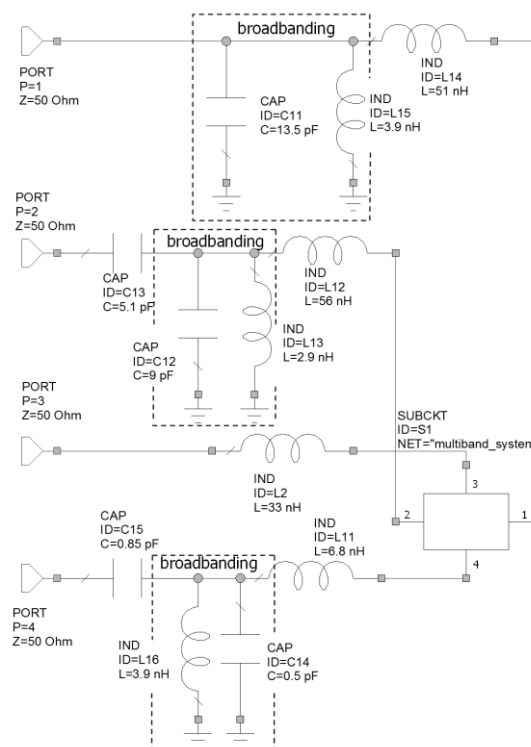 broadbanding
PORT
P=1
Z=50 Ohm
CAP
ID=C11
C=13.5 pF
IND
ID=L15
L=3.9 nH
IND
ID=L14
L=51 nH
PORT
P=2
Z=50 Ohm
broadbanding
CAP
ID=C13
C=5.1 pF
CAP
ID=C12
C=9 pF
IND
ID=L13
L=2.9 nH
IND
ID=L12
L=56 nH
PORT
P=3
Z=50 Ohm
IND
ID=L2
L=33 nH
SUBCKT
ID=S1
NET="multiband_system
3
2
1
4
CAP
ID=C15
C=0.85 pF
broadbanding
IND
ID=L11
L=6.8 nH
PORT
P=4
Z=50 Ohm
IND
ID=L16
L=3.9 nH
CAP
ID=C14
C=0.5 pF